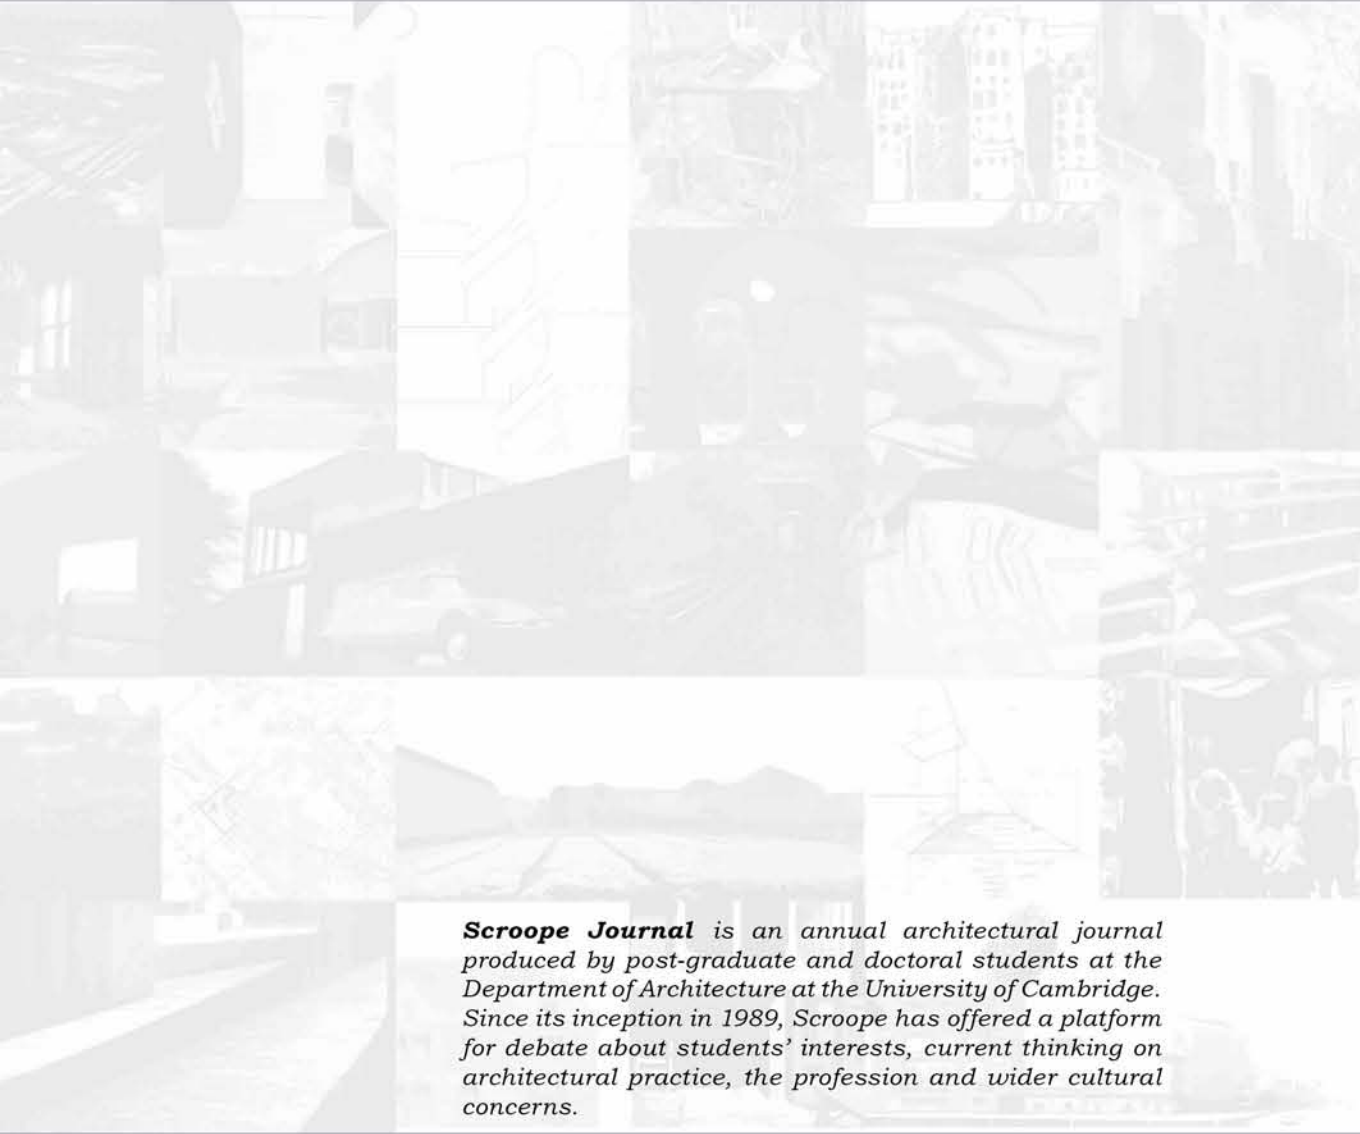 Scroope Journal is an annual architectural journal
produced by post-graduate and doctoral students at the
Department of Architecture at the University of Cambridge.
Since its inception in 1989, Scroope has offered a platform
for debate about students’ interests, current thinking on
architectural practice, the profession and wider cultural
concerns.